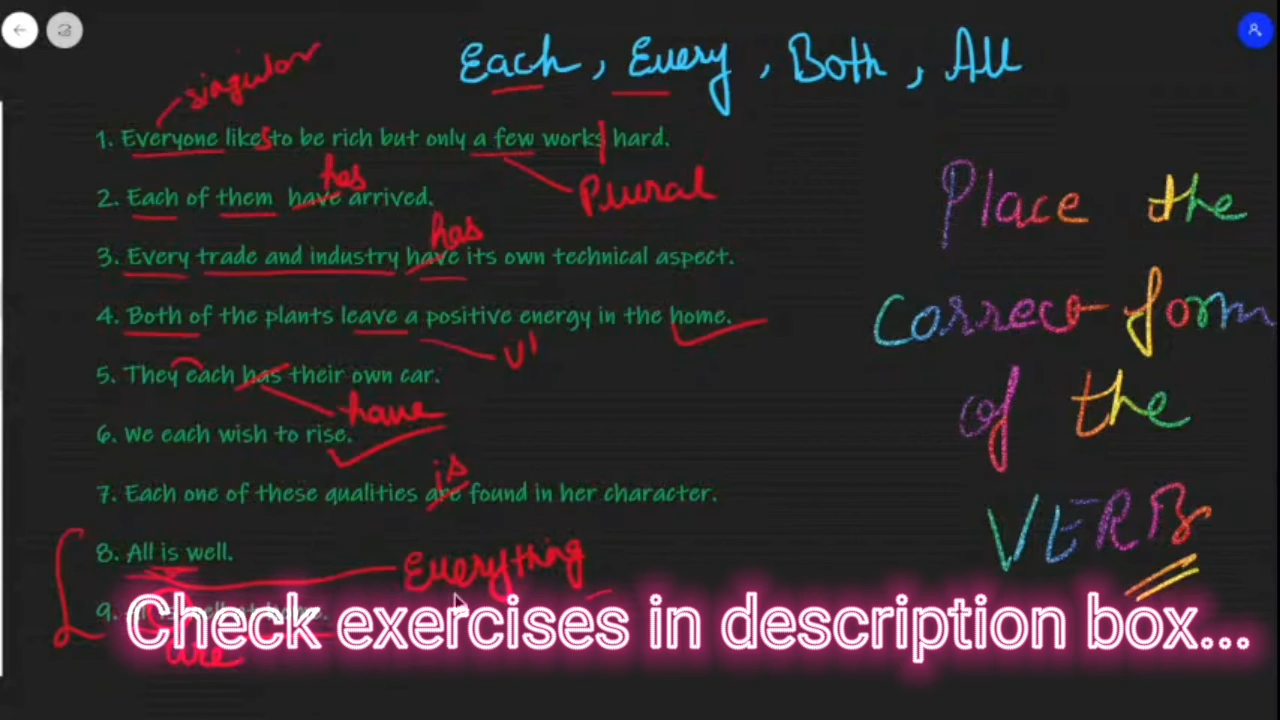 Each, Every, Both, All
singular
1. Everyone likes to be rich but only a few works hard.
Plural
has
2. Each of them have arrived.
has
3. Every trade and industry have its own technical aspect.
4. Both of the plants leave a positive energy in the home.
V1
5. They each has their own car.
have
6. We each wish to rise.
is
7. Each one of these qualities are found in her character.
8. All is well.
Everything
9.
are
Place the
correct form
of the
VERB
Check exercises in description box...